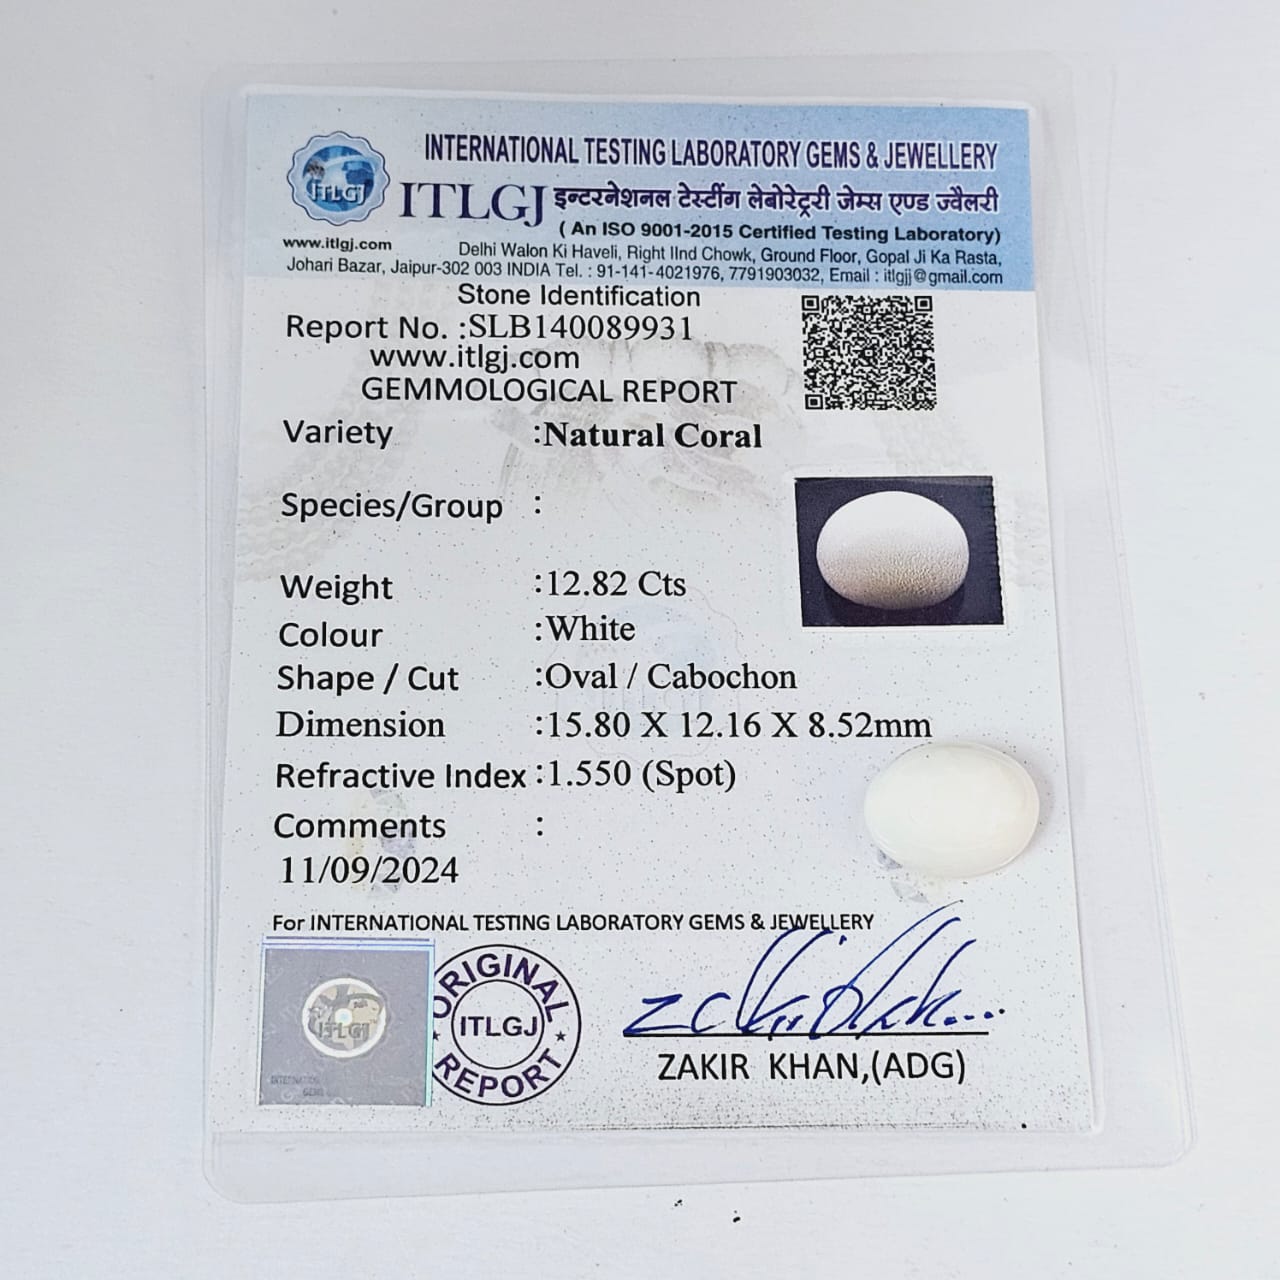 INTERNATIONAL TESTING LABORATORY GEMS & JEWELLERY
ITLGJ
ITLGJ इन्टरनेशनल टेस्टींग लेबोरेट्ररी जेम्स एण्ड ज्वैलरी
( An ISO 9001-2015 Certified Testing Laboratory)
www.itlgj.com
Delhi Walon Ki Haveli, Right IInd Chowk, Ground Floor, Gopal Ji Ka Rasta,
Johari Bazar, Jaipur-302 003 INDIA Tel. : 91-141-4021976, 7791903032, Email : itlgjj@gmail.com
Stone Identification
Report No. :SLB140089931
www.itlgj.com
GEMMOLOGICAL REPORT
Variety :Natural Coral
Species/Group :
Weight :12.82 Cts
Colour :White
Shape / Cut :Oval / Cabochon
Dimension :15.80 X 12.16 X 8.52mm
Refractive Index :1.550 (Spot)
Comments :
11/09/2024
For INTERNATIONAL TESTING LABORATORY GEMS & JEWELLERY
ITLGJ
ORIGINAL
ITLGJ
REPORT
ZAKIR KHAN,(ADG)